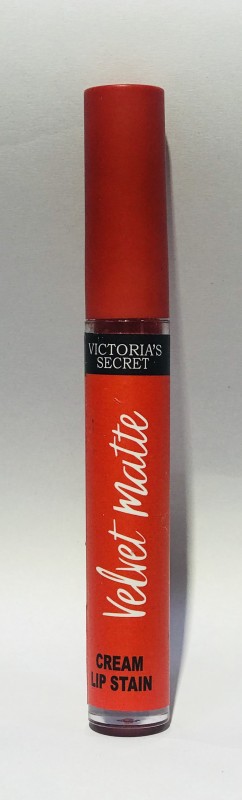 VICTORIA'S
SECRET
Velvet matte
CREAM
LIP STAIN